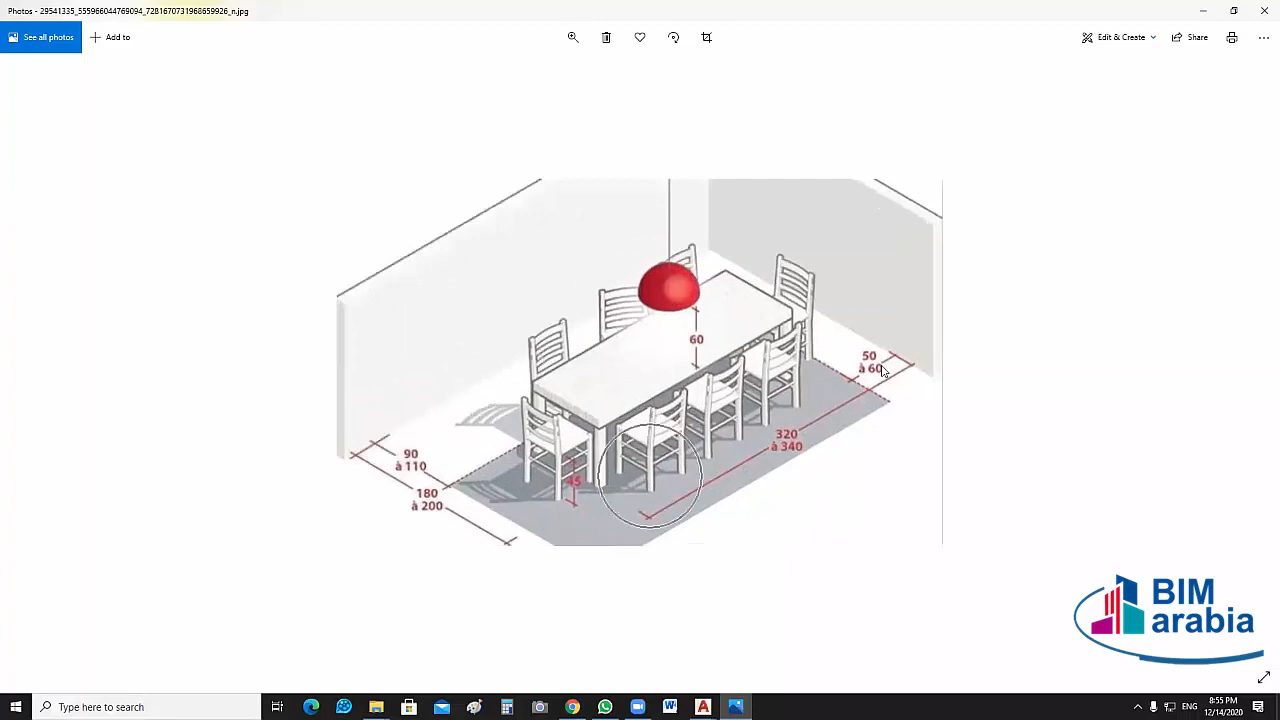 Photos - 29541335_555966044769094_7281670731968659926_n.jpg
See all photos
Add to
Edit & Create
Share
60
50
à 60
320
à 340
90
à 110
180
à 200
45
BIM
arabia
Type here to search
ENG
8:55 PM
12/14/2020